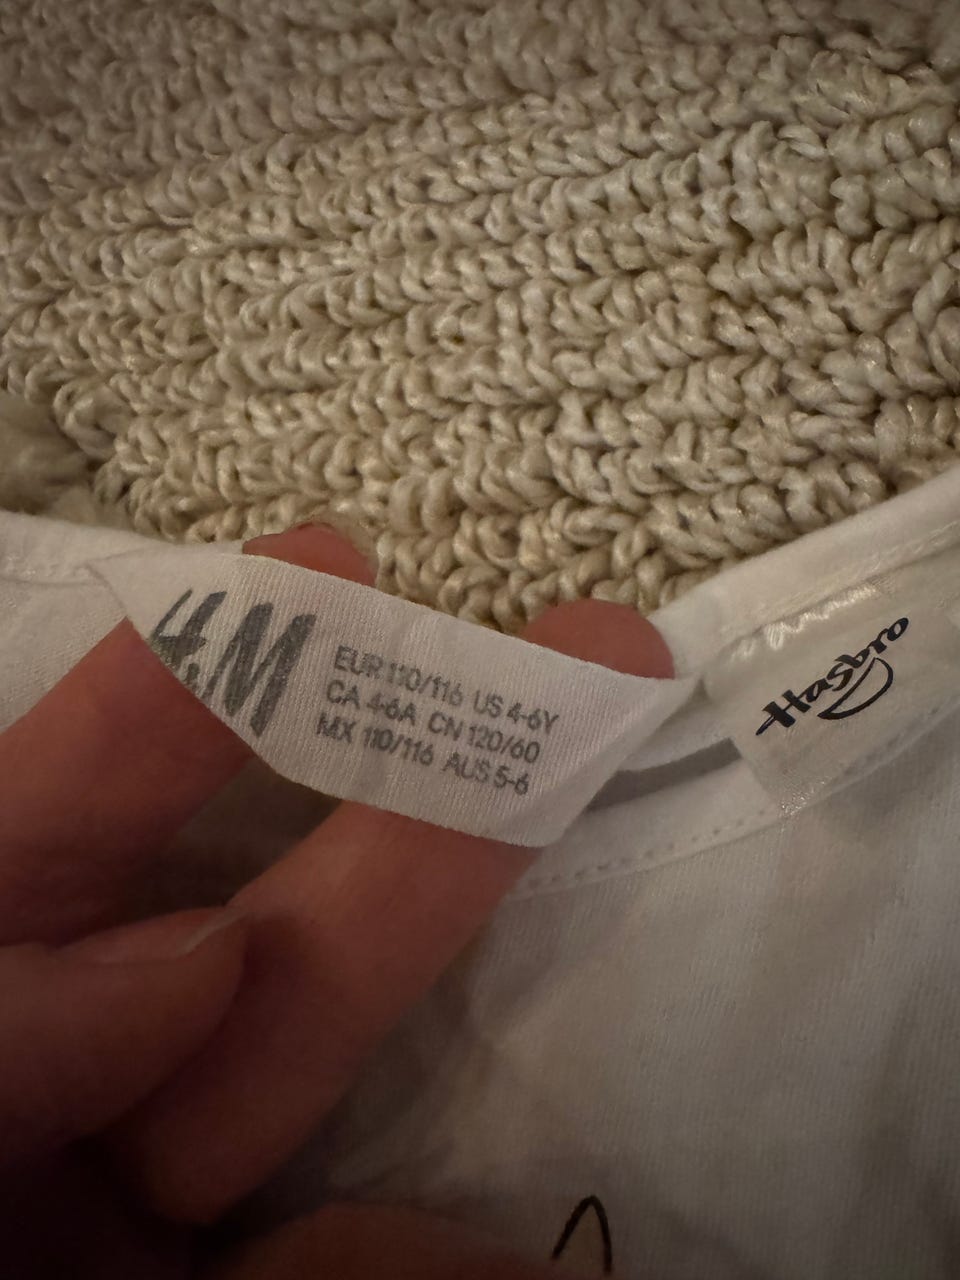 H&M
EUR 110/116 US 4-6Y
CA 4-6A CN 120/60
MX 110/116 AUS 5-6
Hasbro